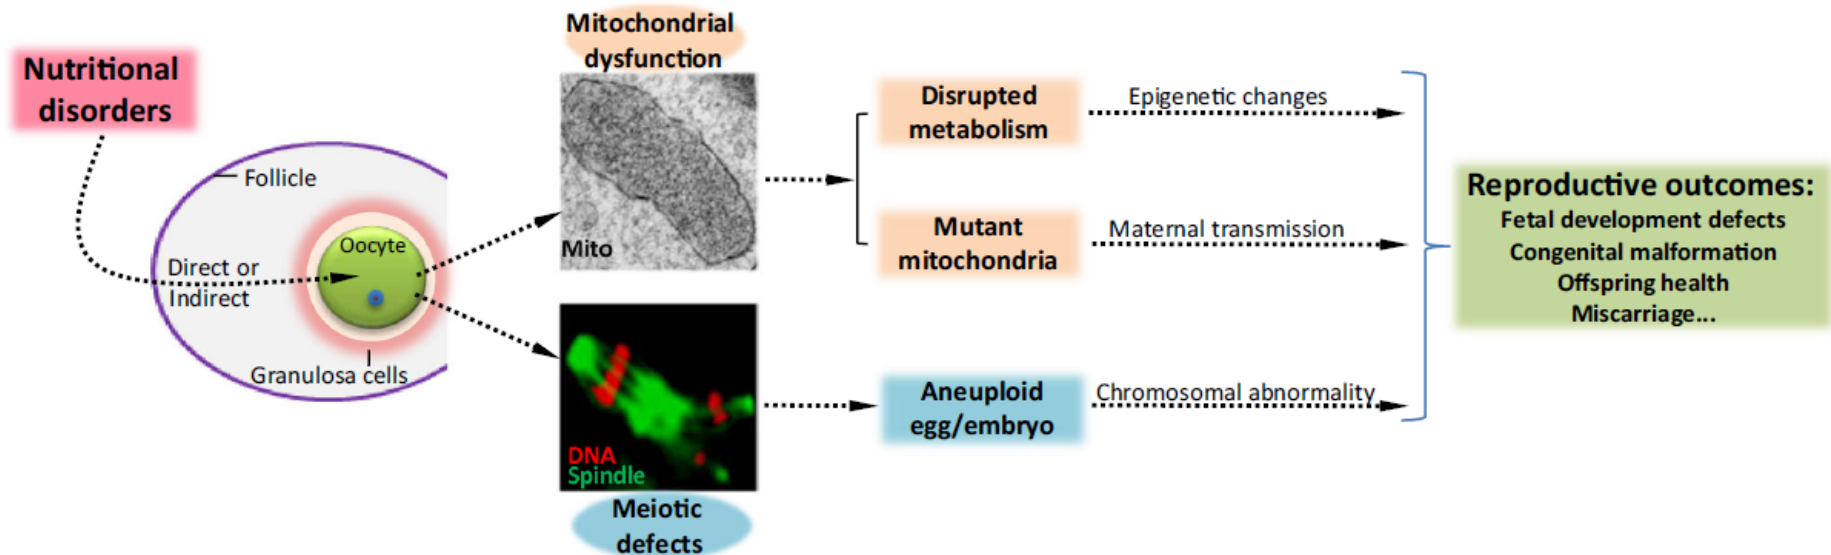 Nutritional
disorders
Follicle
Oocyte
Direct or
Indirect
Granulosa cells
Mitochondrial
dysfunction
Mito
DNA
Spindle
Meiotic
defects
Disrupted
metabolism
Mutant
mitochondria
Aneuploid
egg/embryo
Epigenetic changes
Maternal transmission
Chromosomal abnormality
Reproductive outcomes:
Fetal development defects
Congenital malformation
Offspring health
Miscarriage...